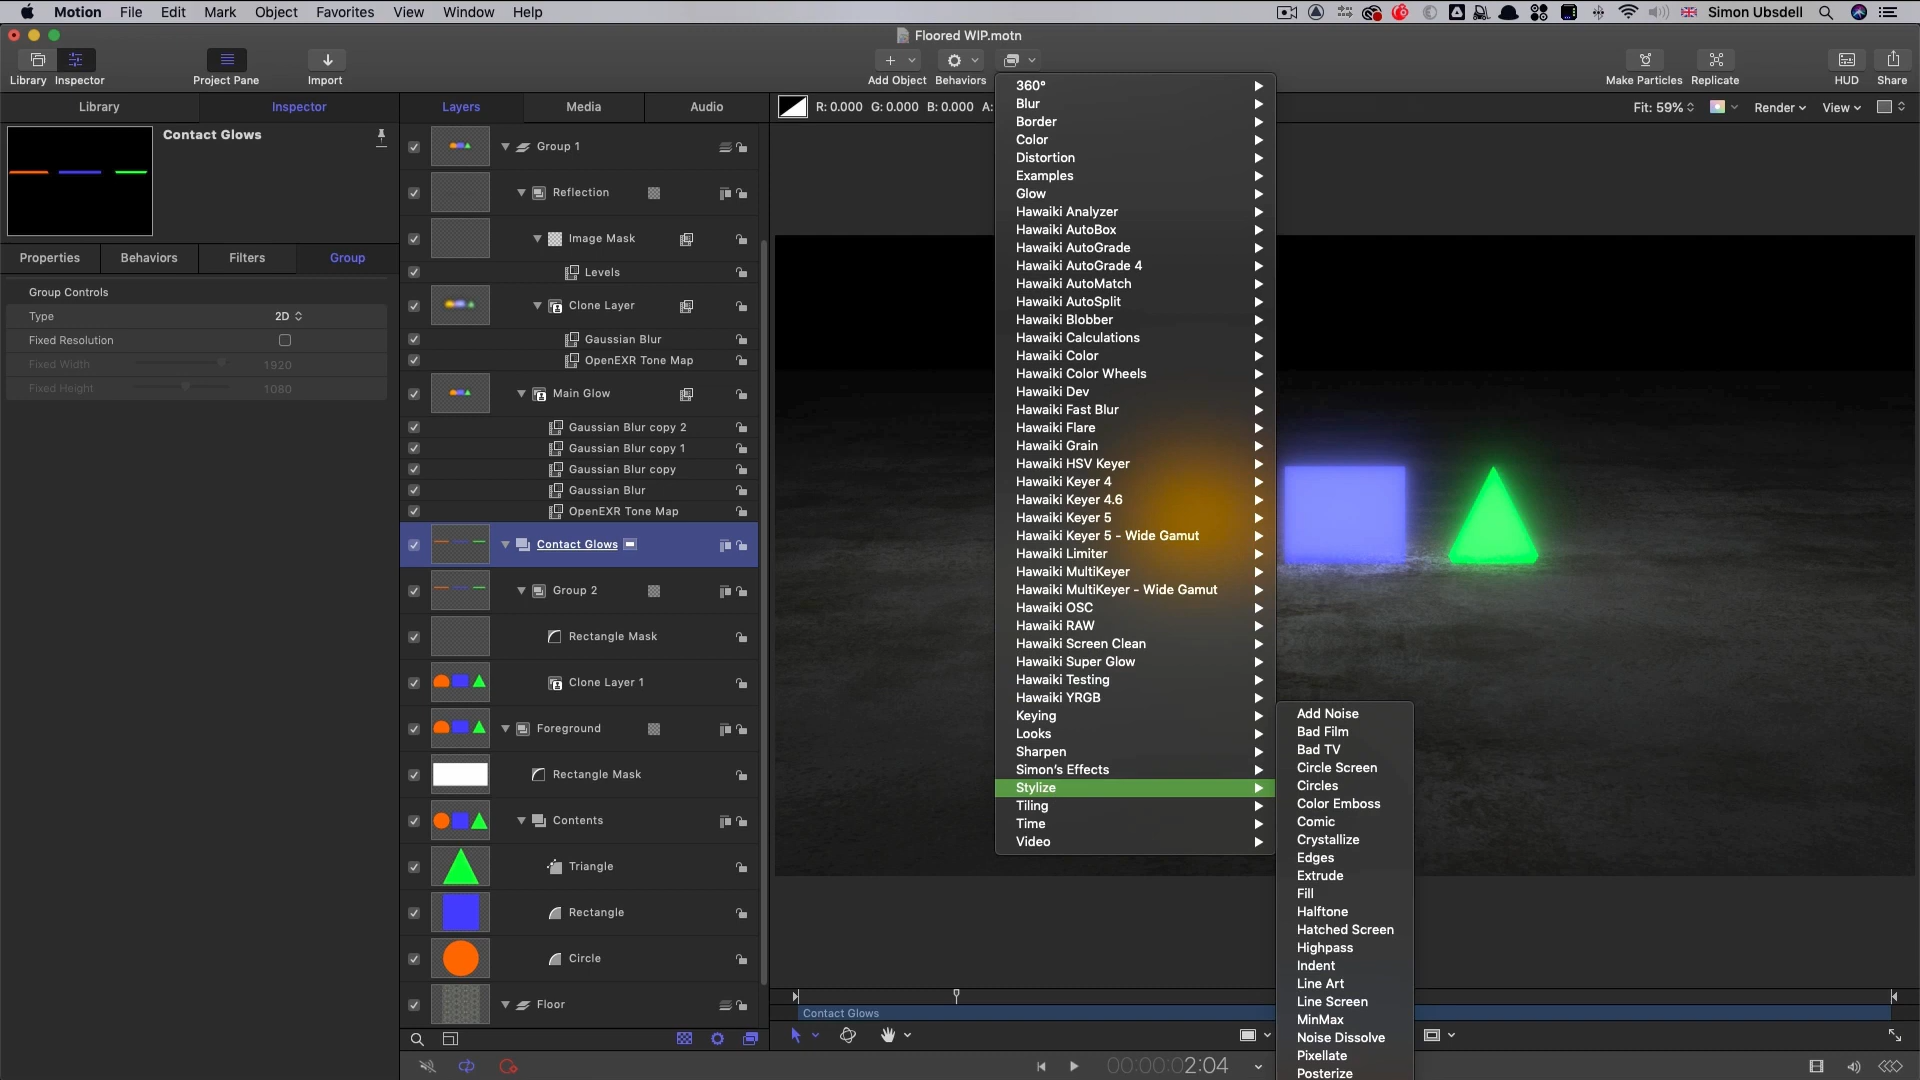 Motion File Edit Mark Object Favorites View Window Help Simon Ubsdell
Floored WIP.motn
Library Inspector Project Pane Import Add Object Behaviors Make Particles Replicate HUD Share
Library Inspector Layers Media Audio R: 0.000 G: 0.000 B: 0.000 A: Fit: 59% Render View
Contact Glows
Properties Behaviors Filters Group
Group Controls
Type 2D
Fixed Resolution
Fixed Width 1920
Fixed Height 1080
Group 1
Reflection
Image Mask
Levels
Clone Layer
Gaussian Blur
OpenEXR Tone Map
Main Glow
Gaussian Blur copy 2
Gaussian Blur copy 1
Gaussian Blur copy
Gaussian Blur
OpenEXR Tone Map
Contact Glows
Group 2
Rectangle Mask
Clone Layer 1
Foreground
Rectangle Mask
Contents
Triangle
Rectangle
Circle
Floor
360°
Blur
Border
Color
Distortion
Examples
Glow
Hawaiki Analyzer
Hawaiki AutoBox
Hawaiki AutoGrade
Hawaiki AutoGrade 4
Hawaiki AutoMatch
Hawaiki AutoSplit
Hawaiki Blobber
Hawaiki Calculations
Hawaiki Color
Hawaiki Color Wheels
Hawaiki Dev
Hawaiki Fast Blur
Hawaiki Flare
Hawaiki Grain
Hawaiki HSV Keyer
Hawaiki Keyer 4
Hawaiki Keyer 4.6
Hawaiki Keyer 5
Hawaiki Keyer 5 - Wide Gamut
Hawaiki Limiter
Hawaiki MultiKeyer
Hawaiki MultiKeyer - Wide Gamut
Hawaiki OSC
Hawaiki RAW
Hawaiki Screen Clean
Hawaiki Super Glow
Hawaiki Testing
Hawaiki YRGB
Keying
Looks
Sharpen
Simon's Effects
Stylize
Tiling
Time
Video
Add Noise
Bad Film
Bad TV
Circle Screen
Circles
Color Emboss
Comic
Crystallize
Edges
Extrude
Fill
Halftone
Hatched Screen
Highpass
Indent
Line Art
Line Screen
MinMax
Noise Dissolve
Pixellate
Posterize
Contact Glows
00:00:02:04